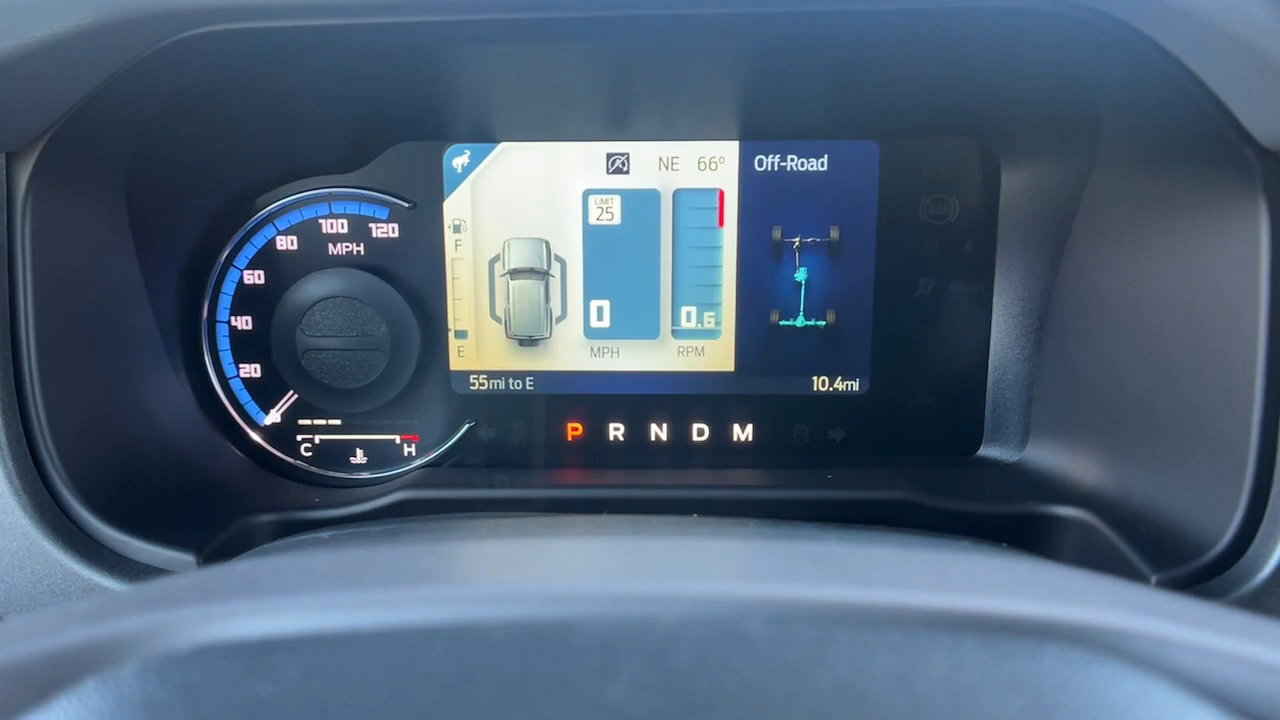 NE 66°
Off-Road
LIMIT
25
100
120
80
MPH
F
60
40
0
0.6
20
E
MPH
RPM
55mi to E
10.4mi
C
H
P R N D M